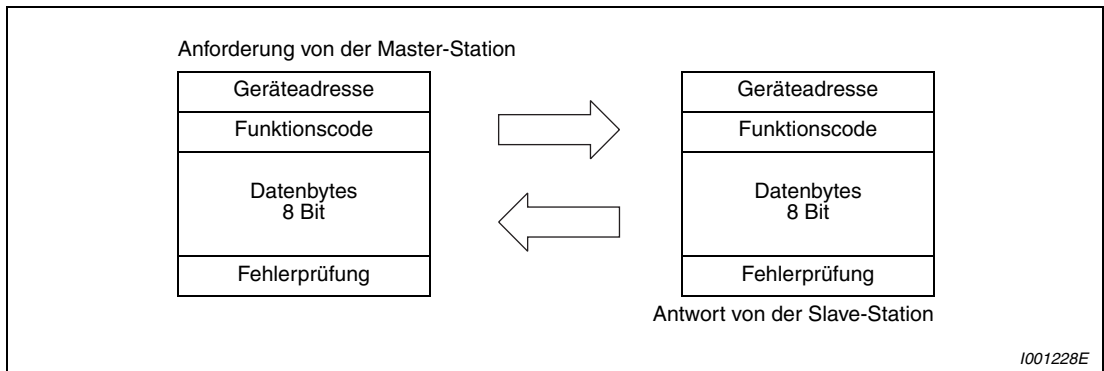 Anforderung von der Master-Station
Geräteadresse
Funktionscode
Datenbytes
8 Bit
Fehlerprüfung
Geräteadresse
Funktionscode
Datenbytes
8 Bit
Fehlerprüfung
Antwort von der Slave-Station
I001228E